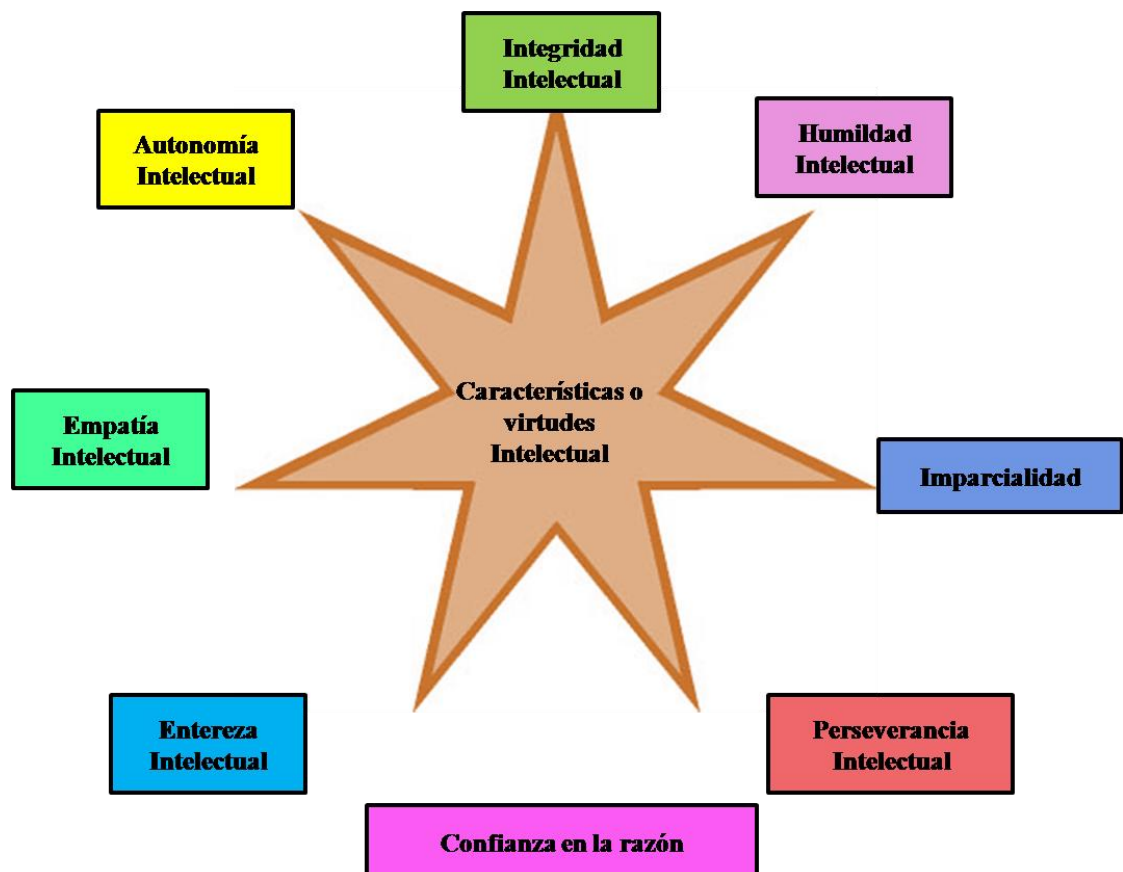 Integridad
Intelectual
Autonomía
Intelectual
Humildad
Intelectual
Característicás o
virtudes
Intelectual
Empatía
Intelectual
Imparcialidad
Entereza
Intelectual
Perseverancia
Intelectual
Confianza en la razón